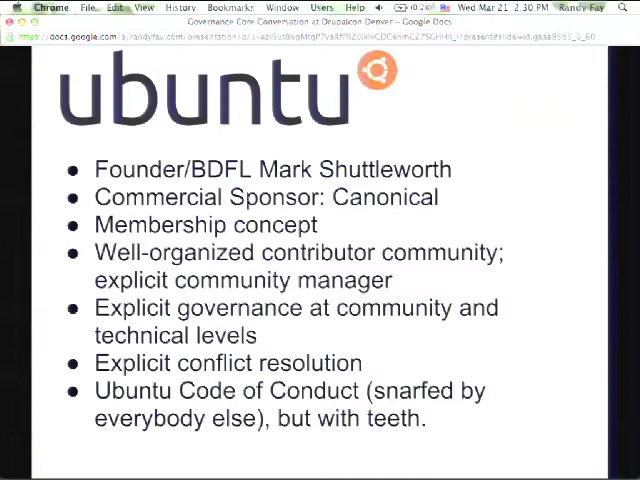 Chrome File Edit View History Bookmarks Window Users Help (0:26) Wed Mar 21 2:30 PM Randy Fay
Governance Core Conversation at Drupalcon Denver – Google Docs
ubuntu
● Founder/BDFL Mark Shuttleworth
● Commercial Sponsor: Canonical
● Membership concept
● Well-organized contributor community;
explicit community manager
● Explicit governance at community and
technical levels
● Explicit conflict resolution
● Ubuntu Code of Conduct (snarfed by
everybody else), but with teeth.